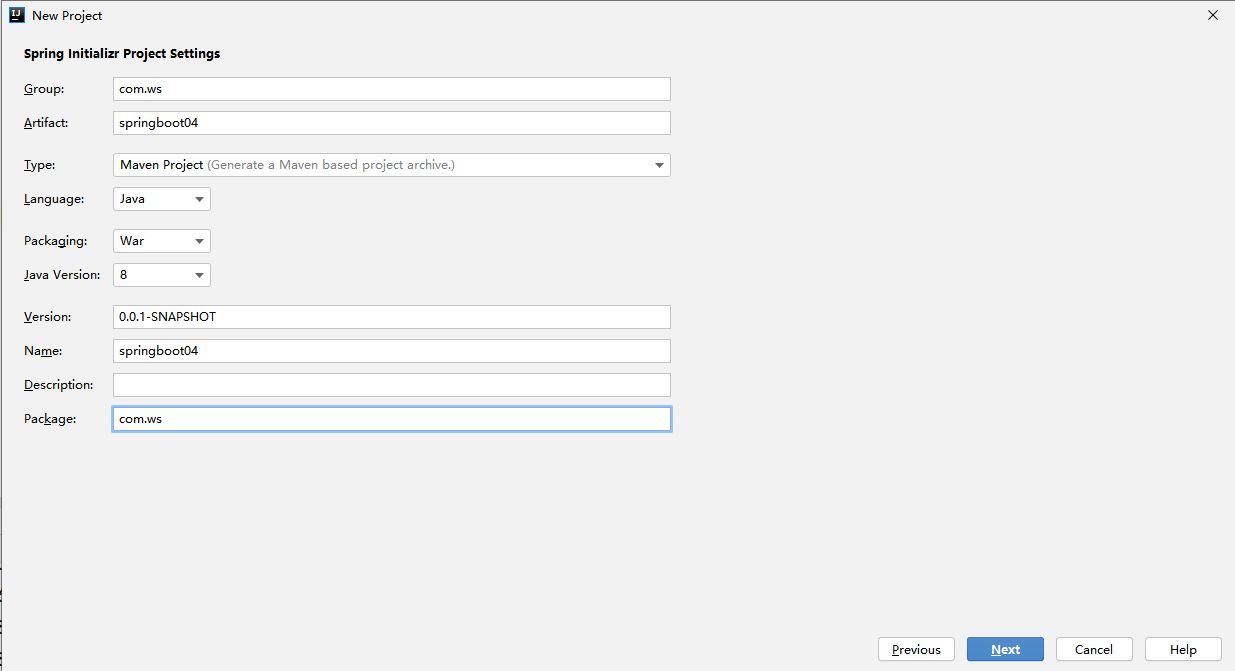 IJ New Project
Spring Initializr Project Settings
Group: com.ws
Artifact: springboot04
Type: Maven Project (Generate a Maven based project archive.)
Language: Java
Packaging: War
Java Version: 8
Version: 0.0.1-SNAPSHOT
Name: springboot04
Description:
Package: com.ws
Previous Next Cancel Help